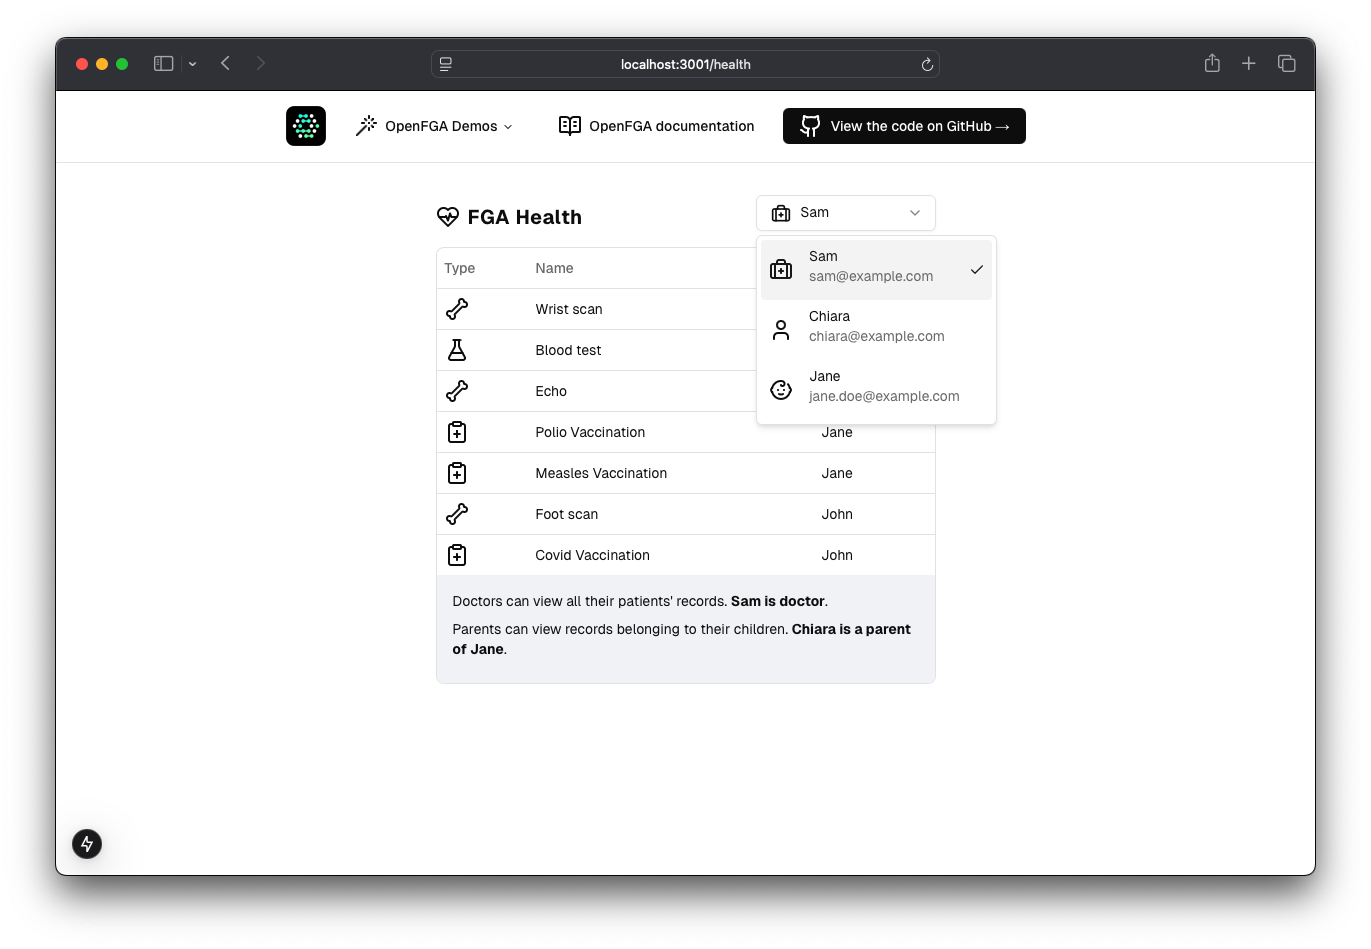 localhost:3001/health
OpenFGA Demos
OpenFGA documentation
View the code on GitHub →
FGA Health
Sam
Sam
sam@example.com
Chiara
chiara@example.com
Jane
jane.doe@example.com
Type Name
Wrist scan
Blood test
Echo
Polio Vaccination Jane
Measles Vaccination Jane
Foot scan John
Covid Vaccination John
Doctors can view all their patients' records. Sam is doctor.
Parents can view records belonging to their children. Chiara is a parent
of Jane.